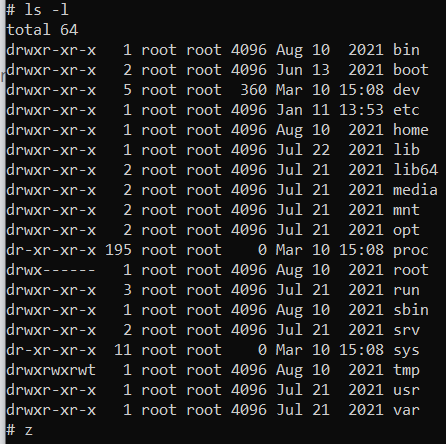 # ls -l
total 64
drwxr-xr-x   1 root root 4096 Aug 10  2021 bin
drwxr-xr-x   2 root root 4096 Jun 13  2021 boot
drwxr-xr-x   5 root root  360 Mar 10 15:08 dev
drwxr-xr-x   1 root root 4096 Jan 11 13:53 etc
drwxr-xr-x   1 root root 4096 Aug 10  2021 home
drwxr-xr-x   1 root root 4096 Jul 22  2021 lib
drwxr-xr-x   2 root root 4096 Jul 21  2021 lib64
drwxr-xr-x   2 root root 4096 Jul 21  2021 media
drwxr-xr-x   2 root root 4096 Jul 21  2021 mnt
drwxr-xr-x   2 root root 4096 Jul 21  2021 opt
dr-xr-xr-x 195 root root    0 Mar 10 15:08 proc
drwx------   1 root root 4096 Aug 10  2021 root
drwxr-xr-x   3 root root 4096 Jul 21  2021 run
drwxr-xr-x   1 root root 4096 Aug 10  2021 sbin
drwxr-xr-x   2 root root 4096 Jul 21  2021 srv
dr-xr-xr-x  11 root root    0 Mar 10 15:08 sys
drwxrwxrwt   1 root root 4096 Aug 10  2021 tmp
drwxr-xr-x   1 root root 4096 Jul 21  2021 usr
drwxr-xr-x   1 root root 4096 Jul 21  2021 var
# z